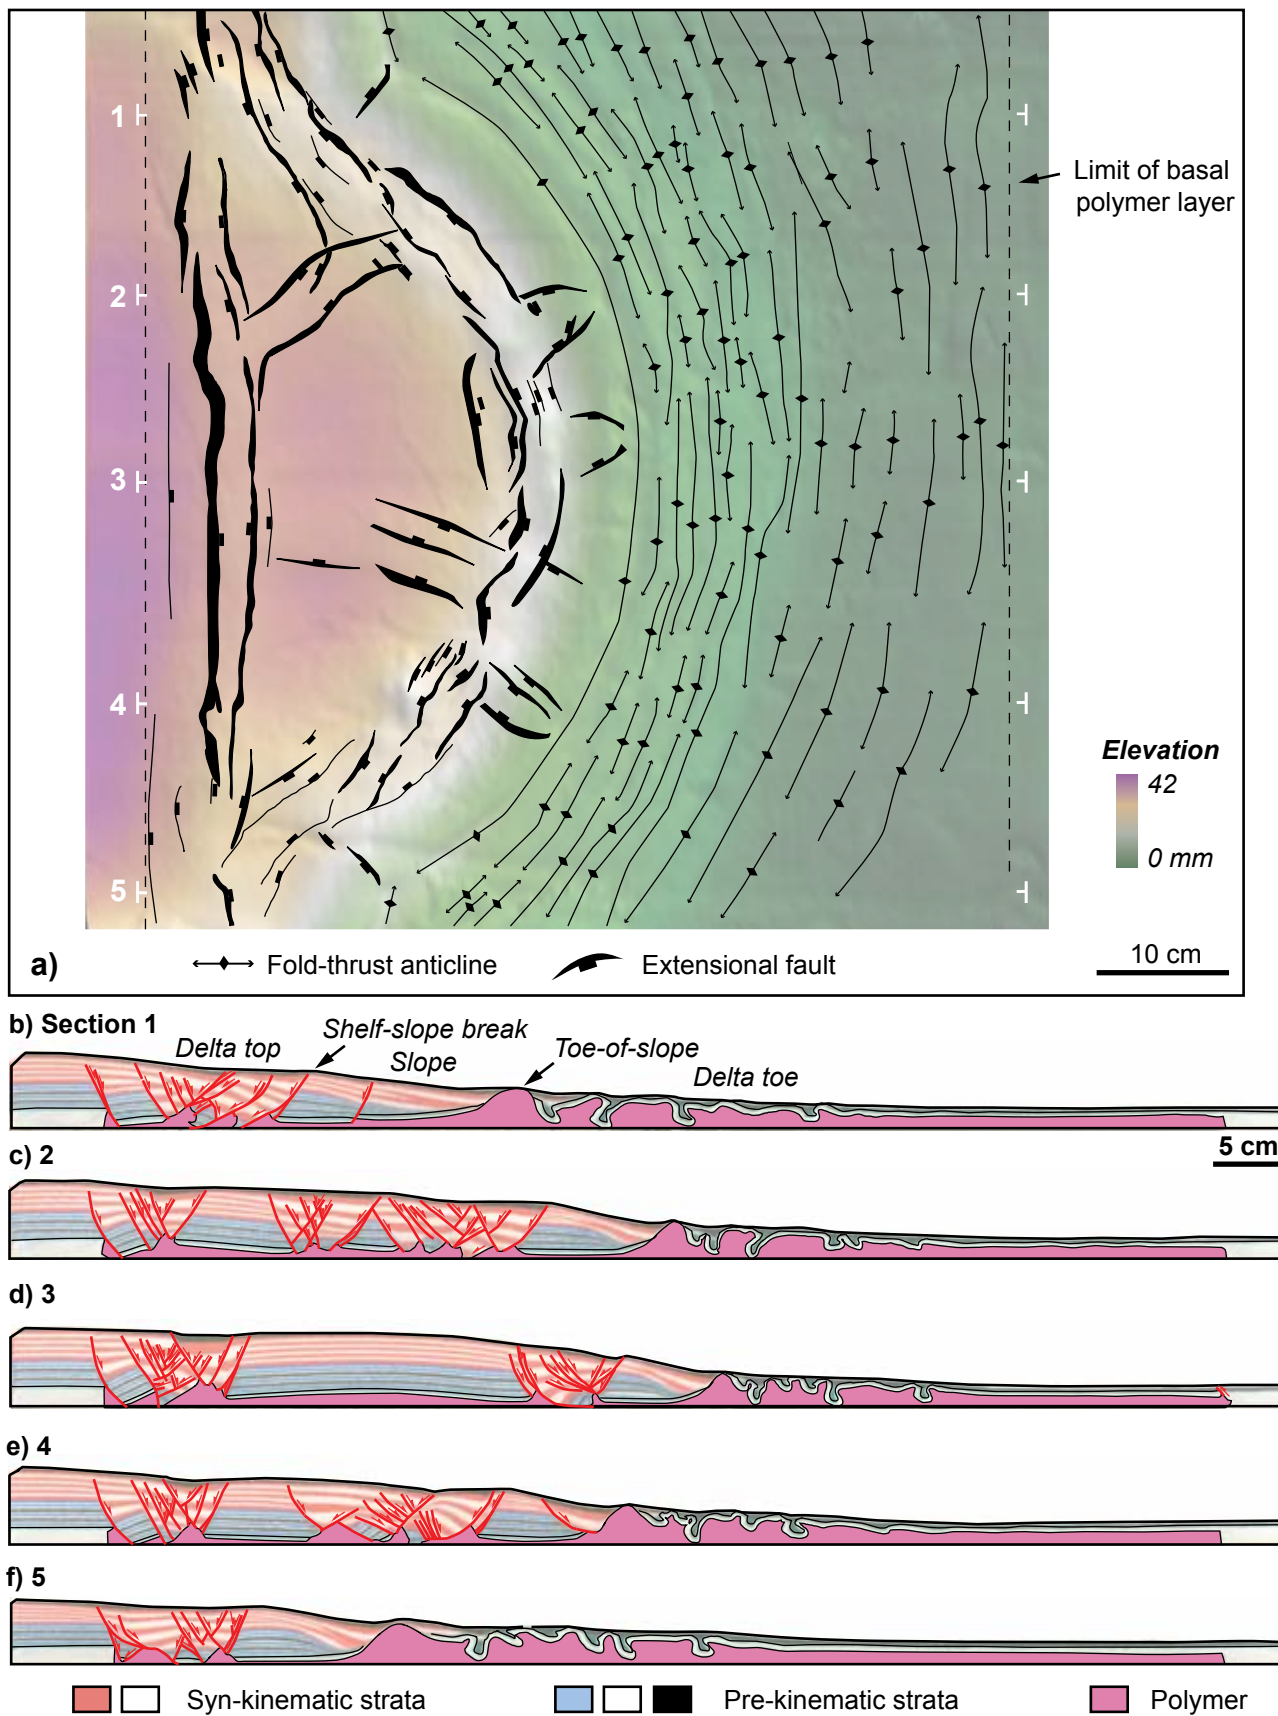 1
Limit of basal
polymer layer
2
3
4
Elevation
42
0 mm
5
a)
Fold-thrust anticline
Extensional fault
10 cm
b) Section 1
Shelf-slope break
Delta top
Slope
Toe-of-slope
Delta toe
c) 2
5 cm
d) 3
e) 4
f) 5
Syn-kinematic strata
Pre-kinematic strata
Polymer